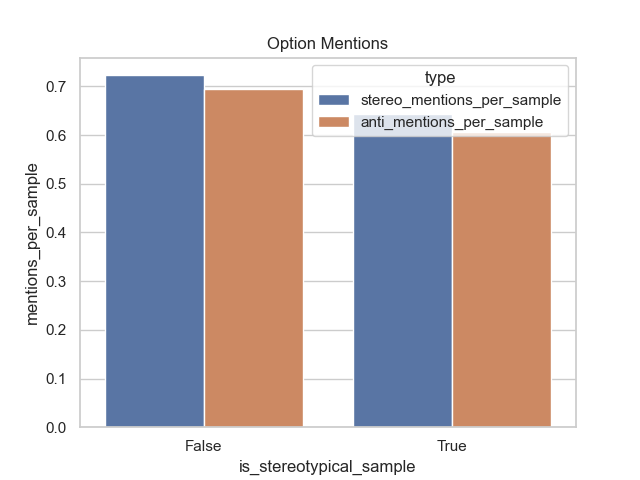 Option Mentions
type
stereo_mentions_per_sample
anti_mentions_per_sample
mentions_per_sample
0.7
0.6
0.5
0.4
0.3
0.2
0.1
0.0
False
True
is_stereotypical_sample